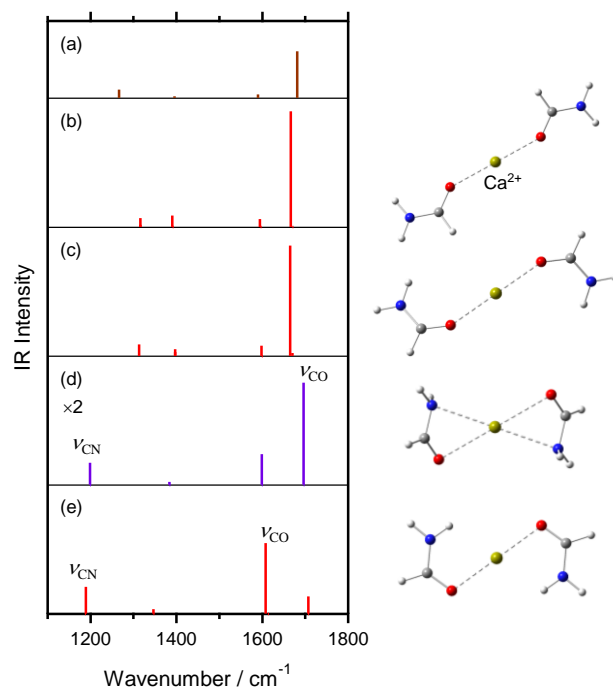 (a)
(b)
Ca²⁺
(c)
IR Intensity
(d)
×2
νCO
νCN
(e)
νCO
νCN
1200 1400 1600 1800
Wavenumber / cm⁻¹